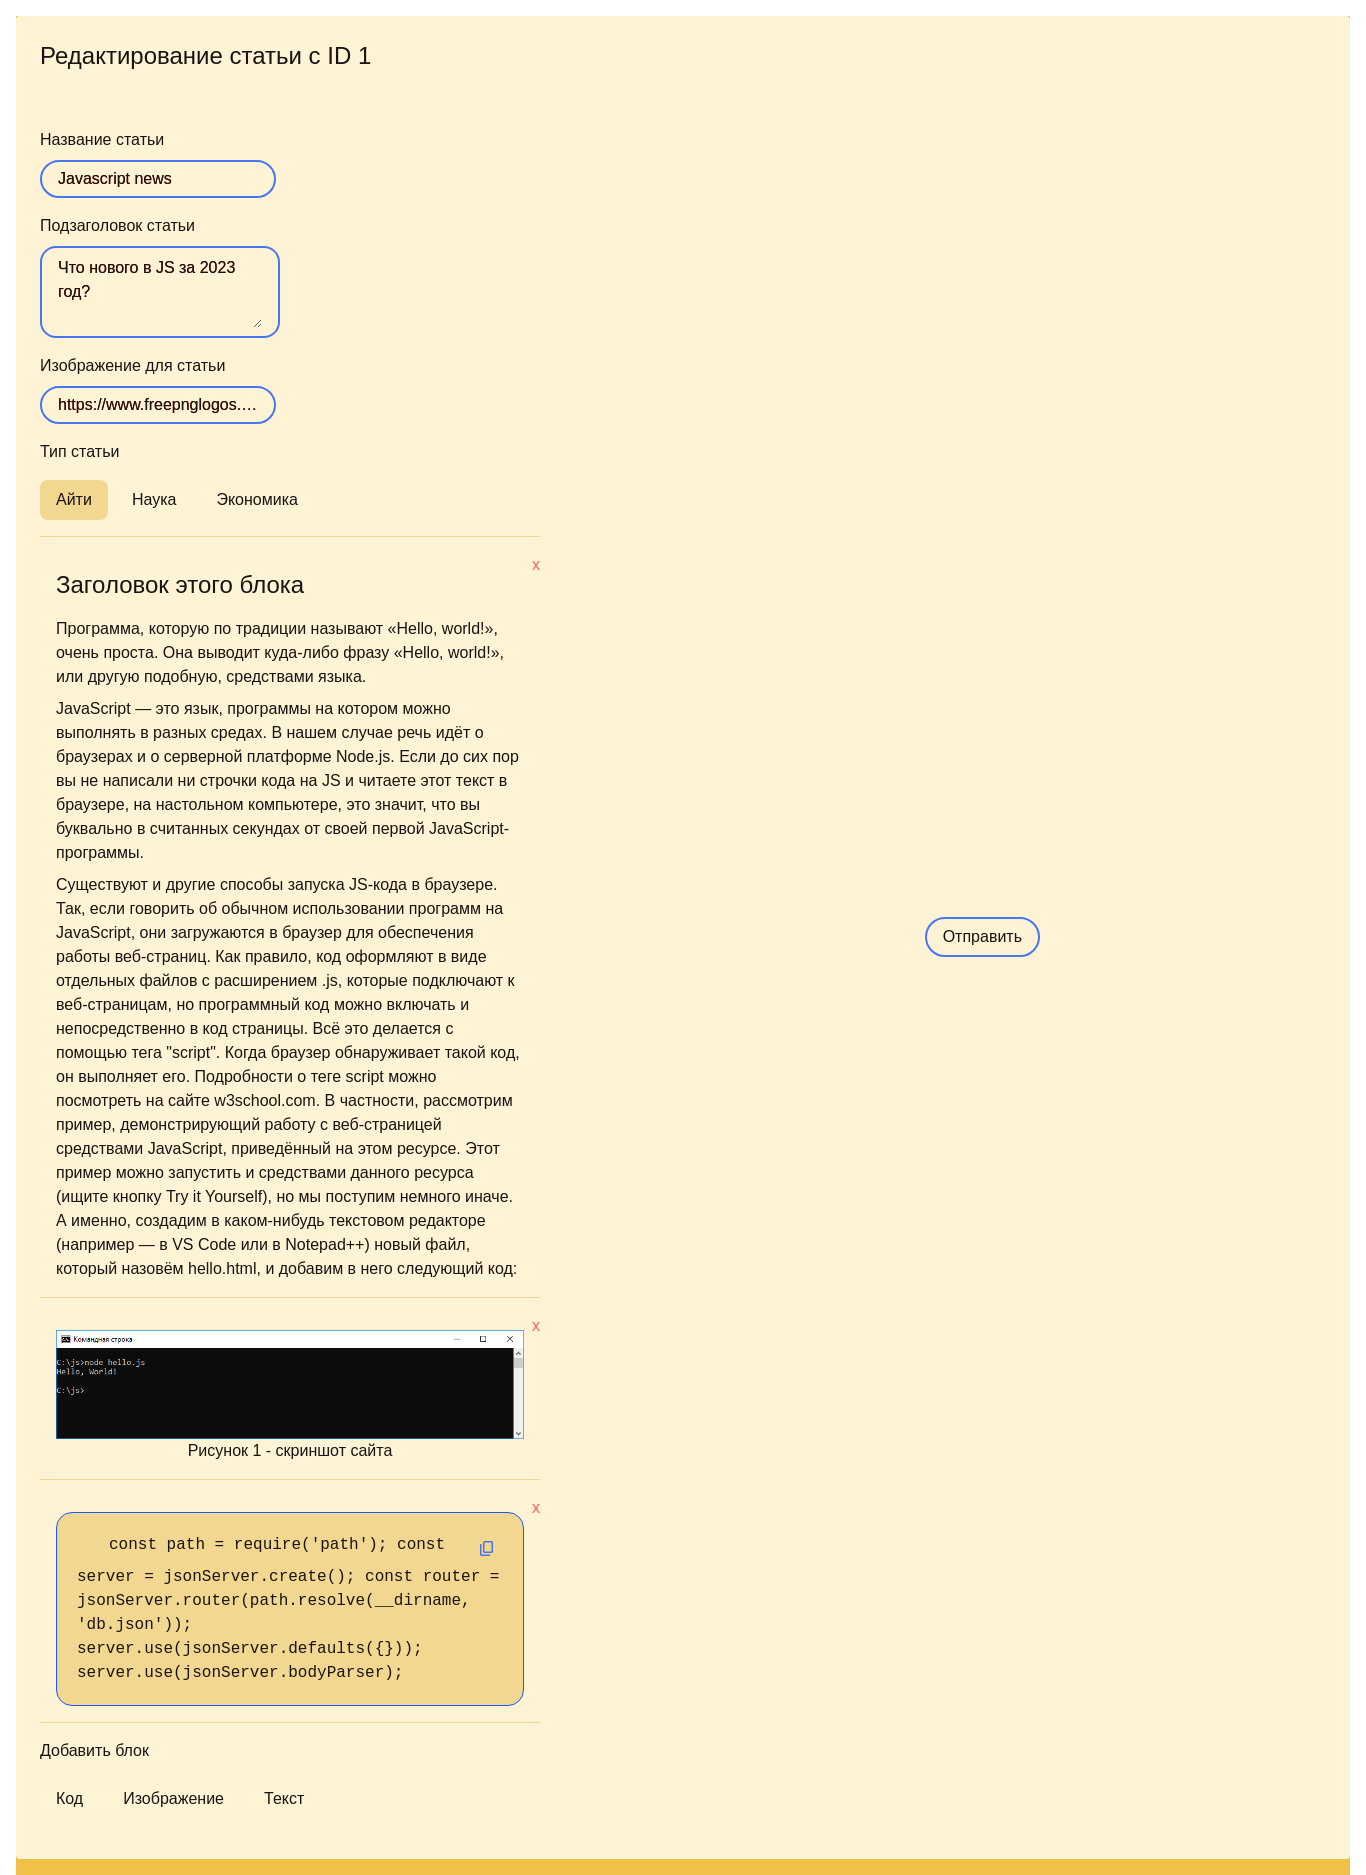 Редактирование статьи с ID 1
Название статьи
Javascript news
Подзаголовок статьи
Что нового в JS за 2023
год?
Изображение для статьи
https://www.freepnglogos.…
Тип статьи
Айти Наука Экономика
x
Заголовок этого блока
Программа, которую по традиции называют «Hello, world!»,
очень проста. Она выводит куда-либо фразу «Hello, world!»,
или другую подобную, средствами языка.
JavaScript — это язык, программы на котором можно
выполнять в разных средах. В нашем случае речь идёт о
браузерах и о серверной платформе Node.js. Если до сих пор
вы не написали ни строчки кода на JS и читаете этот текст в
браузере, на настольном компьютере, это значит, что вы
буквально в считанных секундах от своей первой JavaScript-
программы.
Существуют и другие способы запуска JS-кода в браузере.
Так, если говорить об обычном использовании программ на
JavaScript, они загружаются в браузер для обеспечения
работы веб-страниц. Как правило, код оформляют в виде
отдельных файлов с расширением .js, которые подключают к
веб-страницам, но программный код можно включать и
непосредственно в код страницы. Всё это делается с
помощью тега "script". Когда браузер обнаруживает такой код,
он выполняет его. Подробности о теге script можно
посмотреть на сайте w3school.com. В частности, рассмотрим
пример, демонстрирующий работу с веб-страницей
средствами JavaScript, приведённый на этом ресурсе. Этот
пример можно запустить и средствами данного ресурса
(ищите кнопку Try it Yourself), но мы поступим немного иначе.
А именно, создадим в каком-нибудь текстовом редакторе
(например — в VS Code или в Notepad++) новый файл,
который назовём hello.html, и добавим в него следующий код:
Отправить
x
Командная строка
C:\js>node hello.js
Hello, World!
C:\js>
Рисунок 1 - скриншот сайта
x
const path = require('path'); const
server = jsonServer.create(); const router =
jsonServer.router(path.resolve(__dirname,
'db.json'));
server.use(jsonServer.defaults({}));
server.use(jsonServer.bodyParser);
Добавить блок
Код Изображение Текст